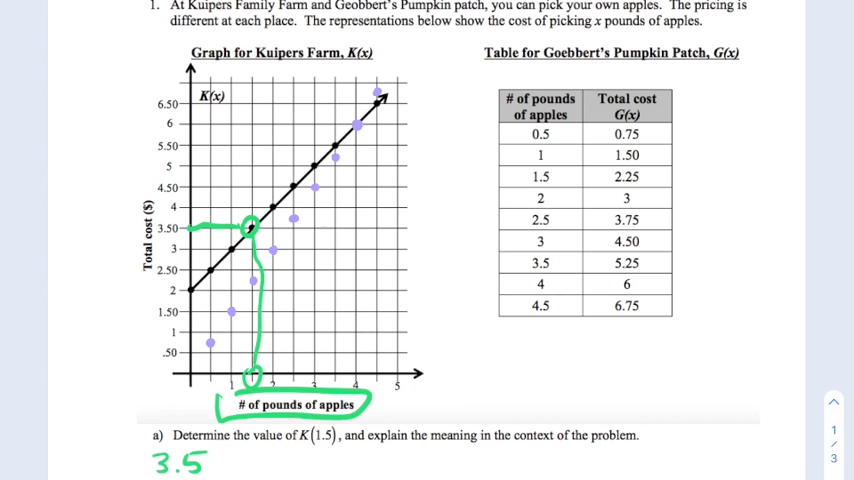 1. At Kuipers Family Farm and Geobbert's Pumpkin patch, you can pick your own apples. The pricing is
different at each place. The representations below show the cost of picking x pounds of apples.
Graph for Kuipers Farm, K(x)
Table for Goebbert's Pumpkin Patch, G(x)
K(x)
6.50
6
5.50
5
4.50
4
3.50
3
2.50
2
1.50
1
.50
Total cost ($)
1 2 3 4 5
# of pounds of apples
# of pounds of apples Total cost G(x)
0.5 0.75
1 1.50
1.5 2.25
2 3
2.5 3.75
3 4.50
3.5 5.25
4 6
4.5 6.75
a) Determine the value of K(1.5), and explain the meaning in the context of the problem.
3.5
1
/
3